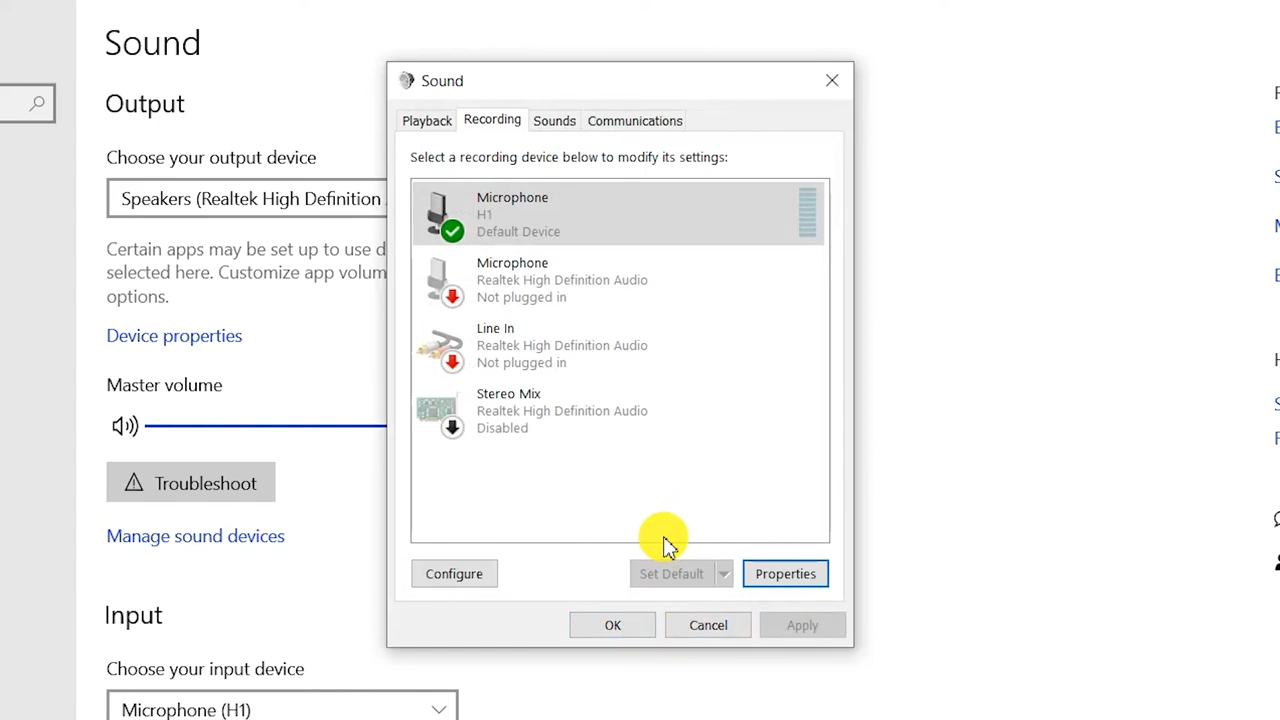 Sound
Output
Choose your output device
Speakers (Realtek High Definition
Certain apps may be set up to use d
selected here. Customize app volum
options.
Device properties
Master volume
Troubleshoot
Manage sound devices
Input
Choose your input device
Microphone (H1)
Sound
Playback
Recording
Sounds
Communications
Select a recording device below to modify its settings:
Microphone
H1
Default Device
Microphone
Realtek High Definition Audio
Not plugged in
Line In
Realtek High Definition Audio
Not plugged in
Stereo Mix
Realtek High Definition Audio
Disabled
Configure
Set Default
Properties
OK
Cancel
Apply